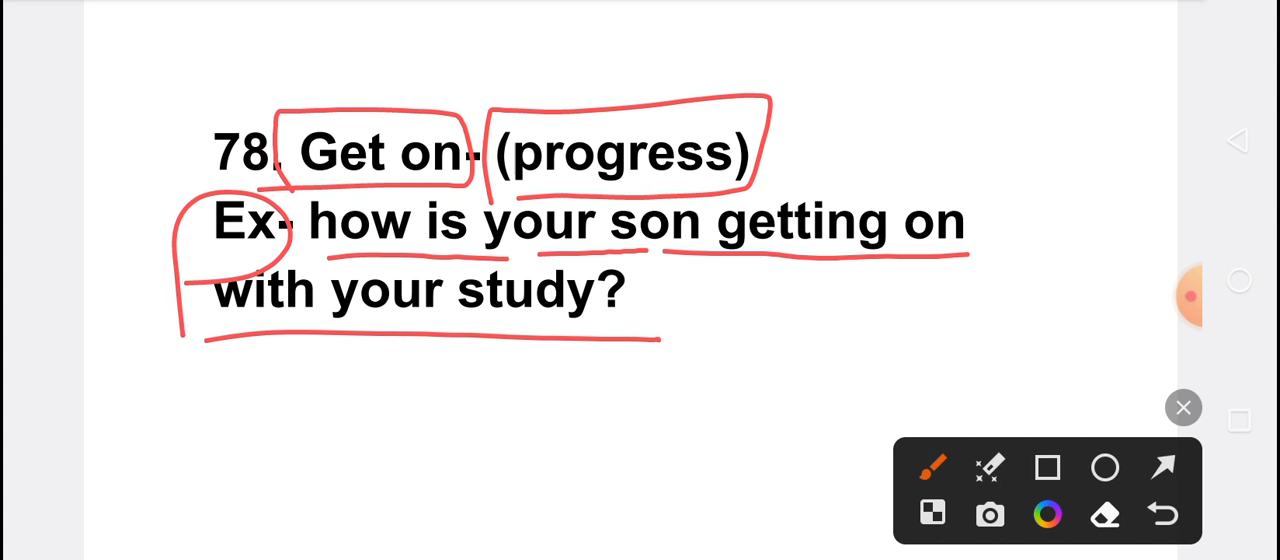 78. Get on- (progress)
Ex- how is your son getting on
with your study?